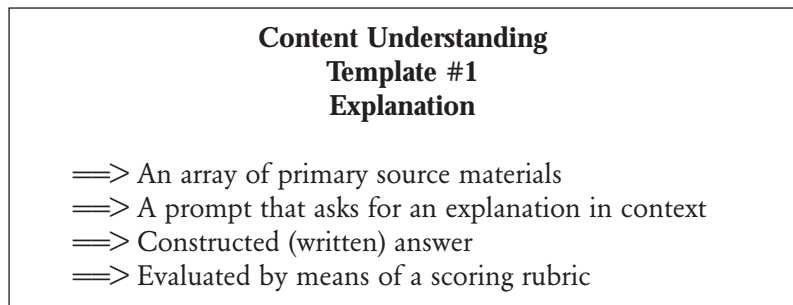 Content Understanding
Template #1
Explanation
==> An array of primary source materials
==> A prompt that asks for an explanation in context
==> Constructed (written) answer
==> Evaluated by means of a scoring rubric